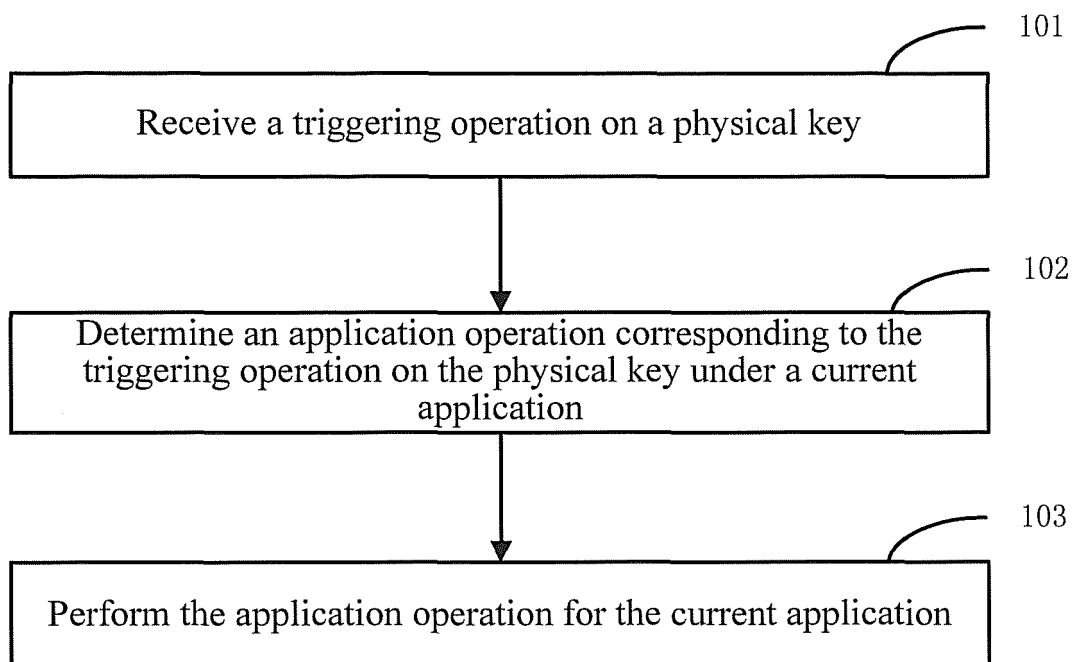 101
Receive a triggering operation on a physical key
102
Determine an application operation corresponding to the
triggering operation on the physical key under a current
application
103
Perform the application operation for the current application